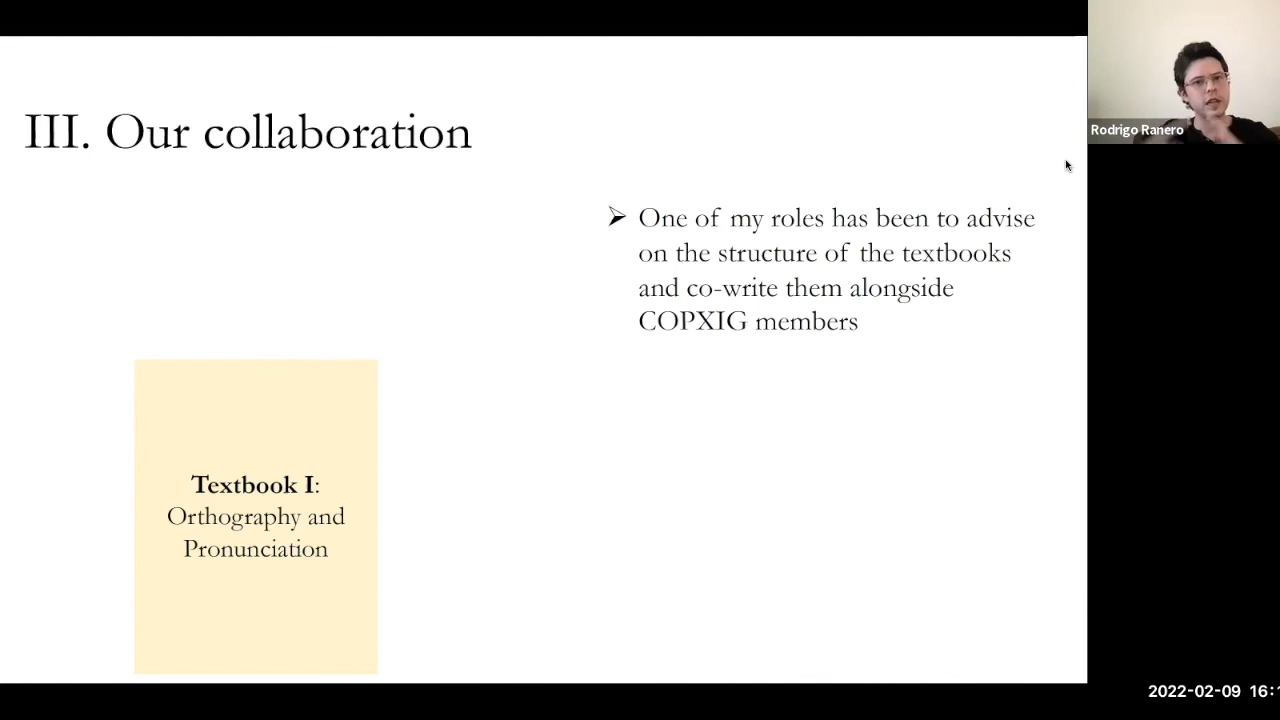 III. Our collaboration
Rodrigo Ranero
➢ One of my roles has been to advise
on the structure of the textbooks
and co-write them alongside
COPXIG members
Textbook I:
Orthography and
Pronunciation
2022-02-09 16: